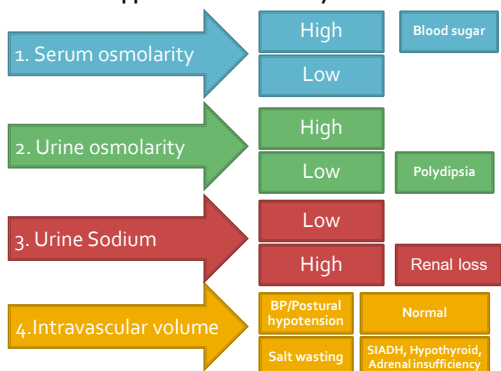 1. Serum osmolarity
High
Blood sugar
Low
2. Urine osmolarity
High
Low
Polydipsia
3. Urine Sodium
Low
High
Renal loss
4.Intravascular volume
BP/Postural
hypotension
Normal
Salt wasting
SIADH, Hypothyroid,
Adrenal insufficiency